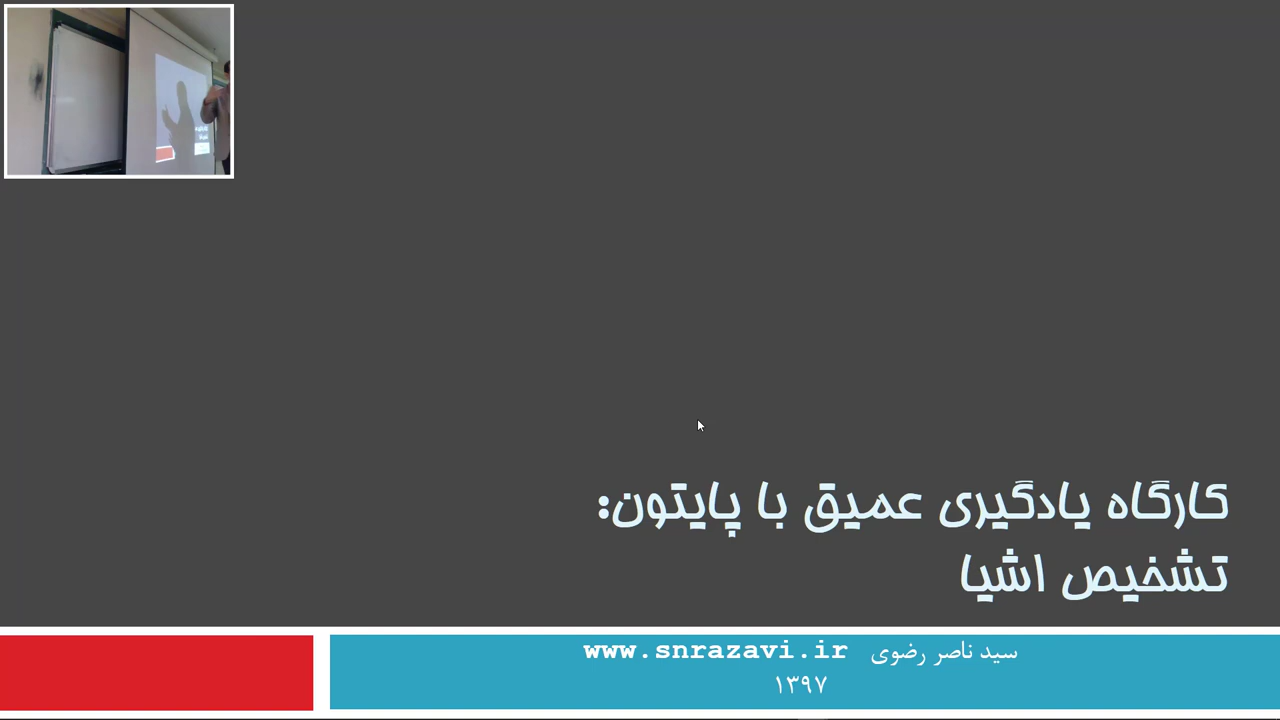 کارگاه یادگیری عمیق با پایتون:
تشخیص اشیا
سید ناصر رضوی www.snrazavi.ir
۱۳۹۷